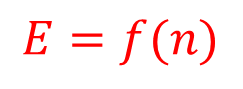 E = f(n)